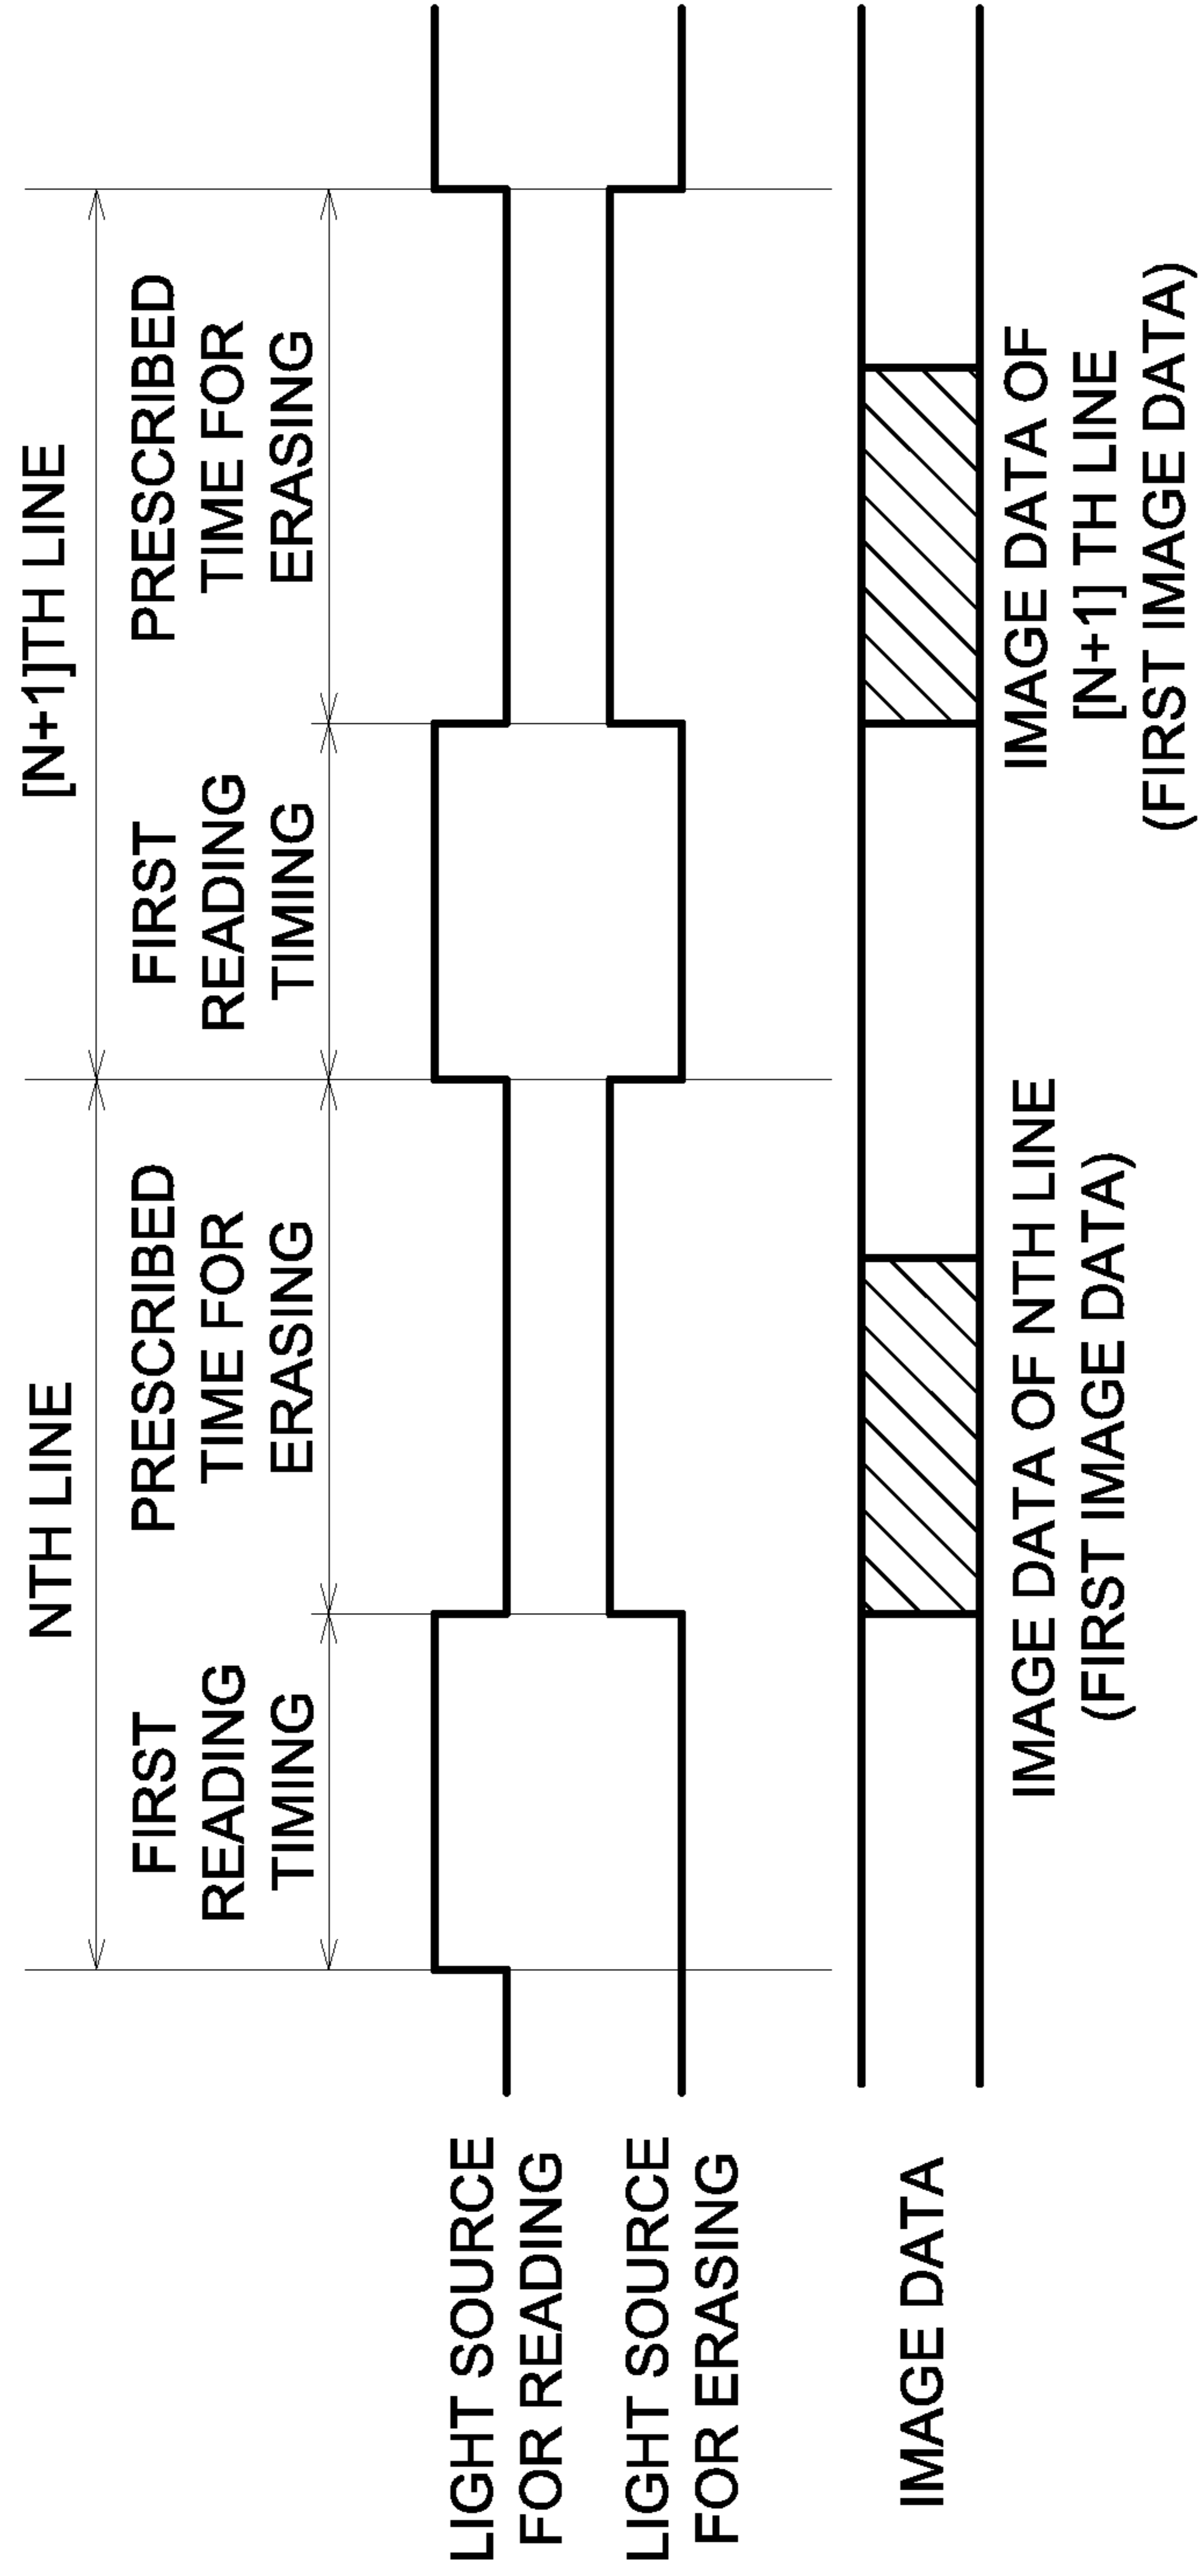 NTH LINE
[N+1]TH LINE
FIRST
READING
TIMING
PRESCRIBED
TIME FOR
ERASING
FIRST
READING
TIMING
PRESCRIBED
TIME FOR
ERASING
LIGHT SOURCE
FOR READING
LIGHT SOURCE
FOR ERASING
IMAGE DATA
IMAGE DATA OF NTH LINE
(FIRST IMAGE DATA)
IMAGE DATA OF
[N+1] TH LINE
(FIRST IMAGE DATA)